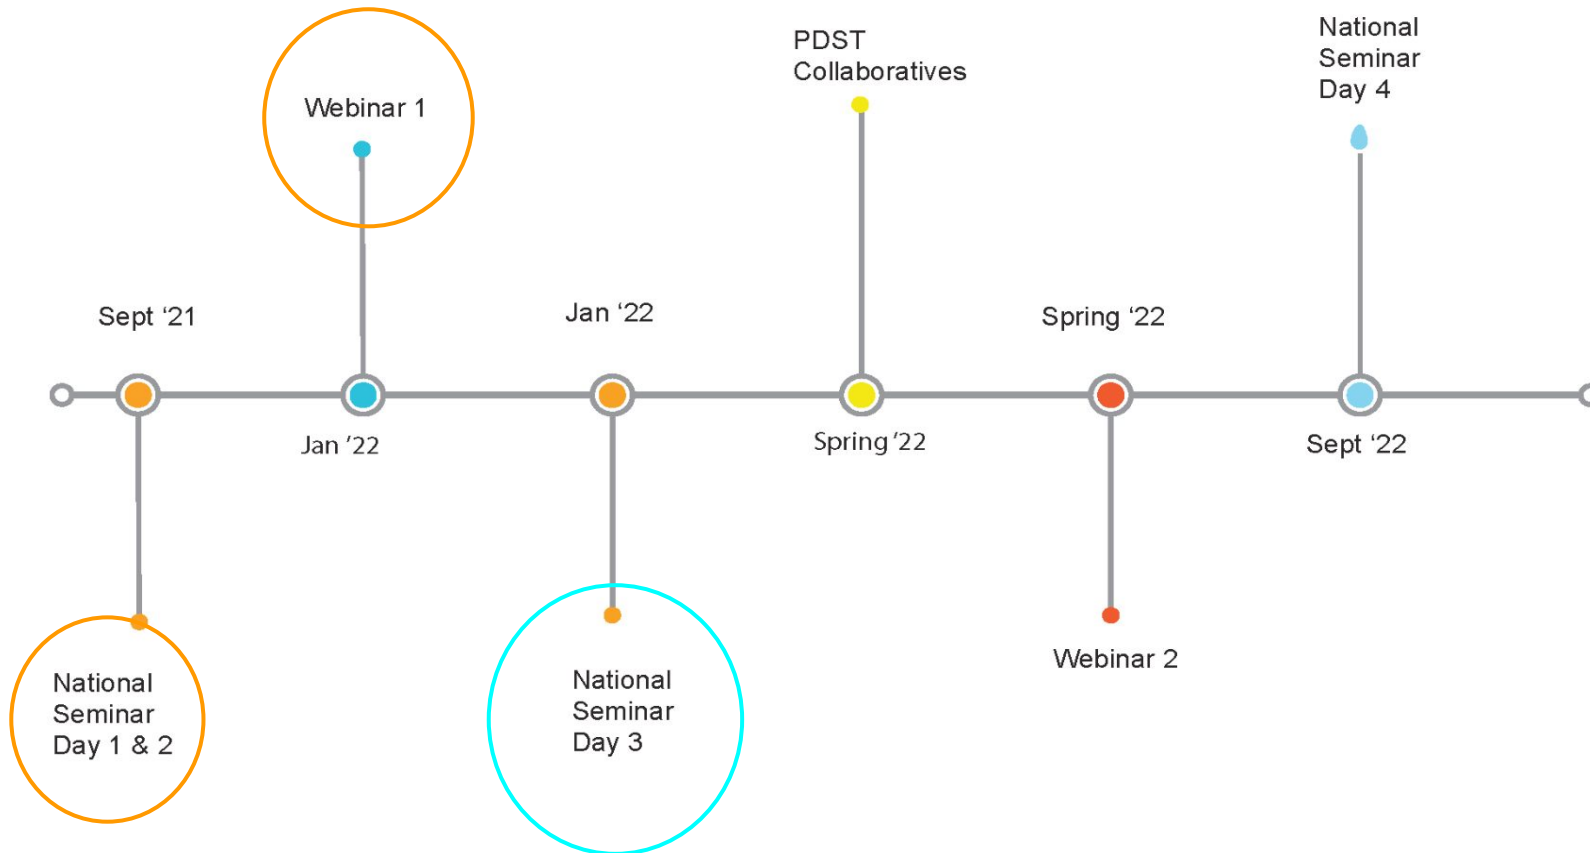 PDST
Collaboratives
National
Seminar
Day 4
Webinar 1
Sept ‘21
Jan ‘22
Spring ‘22
Jan '22
Spring '22
Sept ‘22
National
Seminar
Day 1 & 2
National
Seminar
Day 3
Webinar 2